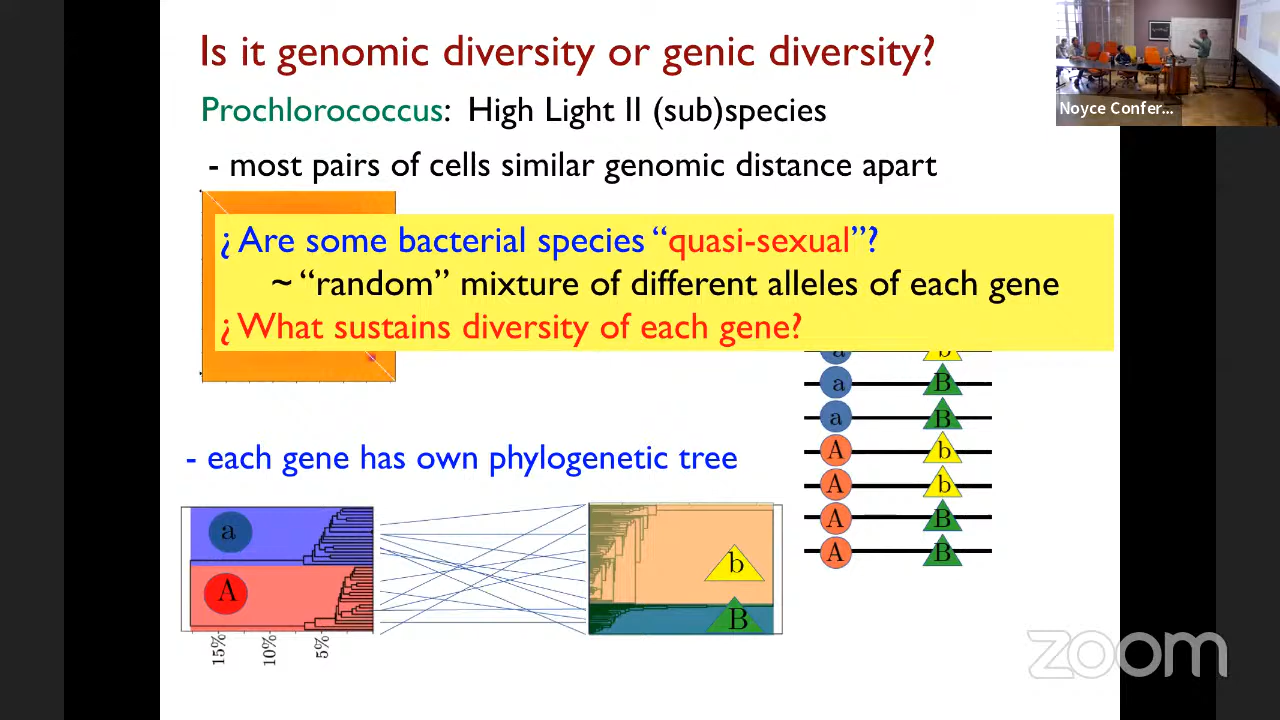 Is it genomic diversity or genic diversity?
Prochlorococcus: High Light II (sub)species
- most pairs of cells similar genomic distance apart
¿ Are some bacterial species “quasi-sexual”?
~ “random” mixture of different alleles of each gene
¿ What sustains diversity of each gene?
a b
a B
a B
A b
A b
A B
A B
- each gene has own phylogenetic tree
a
A
b
B
15% 10% 5%
Noyce Confer...
zoom